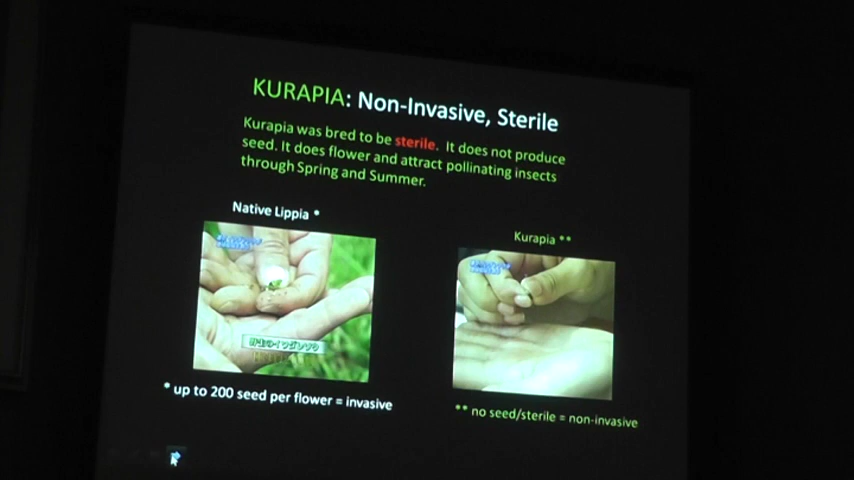 KURAPIA: Non-Invasive, Sterile
Kurapia was bred to be sterile. It does not produce
seed. It does flower and attract pollinating insects
through Spring and Summer.
Native Lippia *
Kurapia **
* up to 200 seed per flower = invasive
** no seed/sterile = non-invasive